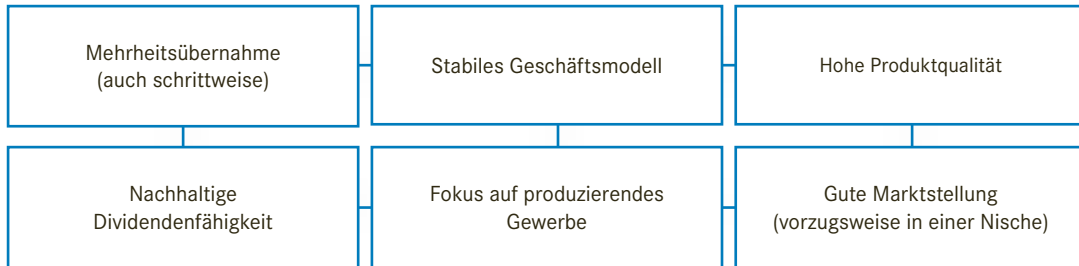 Mehrheitsübernahme
(auch schrittweise)
Stabiles Geschäftsmodell
Hohe Produktqualität
Nachhaltige
Dividendenfähigkeit
Fokus auf produzierendes
Gewerbe
Gute Marktstellung
(vorzugsweise in einer Nische)